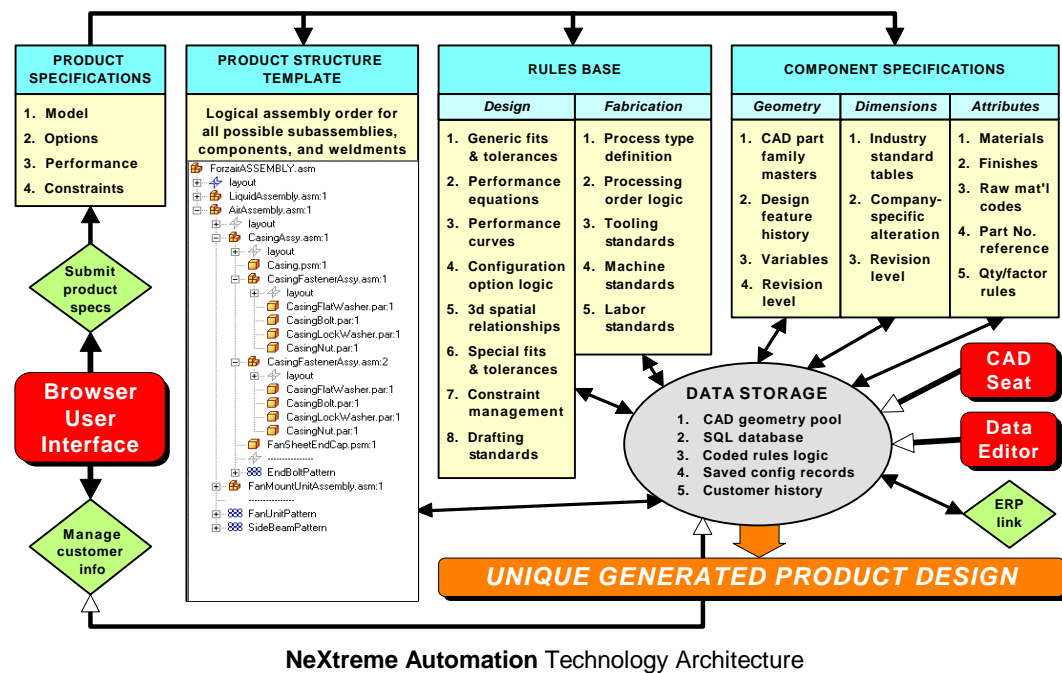 PRODUCT
SPECIFICATIONS
1. Model
2. Options
3. Performance
4. Constraints
Submit
product
specs
Browser
User
Interface
Manage
customer
info
PRODUCT STRUCTURE
TEMPLATE
Logical assembly order for
all possible subassemblies,
components, and weldments
ForzairASSEMBLY.asm
layout
LiquidAssembly.asm:1
AirAssembly.asm:1
layout
CasingAssy.asm:1
layout
Casing.psm:1
CasingFastenerAssy.asm:1
layout
CasingFlatWasher.par:1
CasingBolt.par:1
CasingLockWasher.par:1
CasingNut.par:1
CasingFastenerAssy.asm:2
layout
CasingFlatWasher.par:1
CasingBolt.par:1
CasingLockWasher.par:1
CasingNut.par:1
FanSheetEndCap.psm:1
---------------
EndBoltPattern
FanMountUnitAssembly.asm:1
---------------
FanUnitPattern
SideBeamPattern
RULES BASE
Design
1. Generic fits
& tolerances
2. Performance
equations
3. Performance
curves
4. Configuration
option logic
5. 3d spatial
relationships
6. Special fits
& tolerances
7. Constraint
management
8. Drafting
standards
Fabrication
1. Process type
definition
2. Processing
order logic
3. Tooling
standards
4. Machine
standards
5. Labor
standards
COMPONENT SPECIFICATIONS
Geometry
1. CAD part
family
masters
2. Design
feature
history
3. Variables
4. Revision
level
Dimensions
1. Industry
standard
tables
2. Company-
specific
alteration
3. Revision
level
Attributes
1. Materials
2. Finishes
3. Raw mat'l
codes
4. Part No.
reference
5. Qty/factor
rules
DATA STORAGE
1. CAD geometry pool
2. SQL database
3. Coded rules logic
4. Saved config records
5. Customer history
CAD
Seat
Data
Editor
ERP
link
UNIQUE GENERATED PRODUCT DESIGN
NeXtreme Automation Technology Architecture